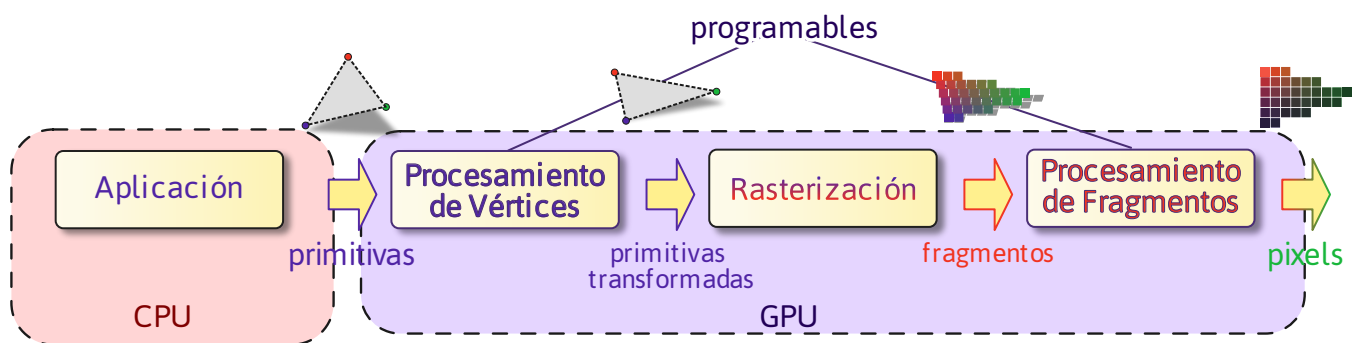 programables
Aplicación
Procesamiento
de Vértices
Rasterización
Procesamiento
de Fragmentos
primitivas
primitivas
transformadas
fragmentos
pixels
CPU
GPU